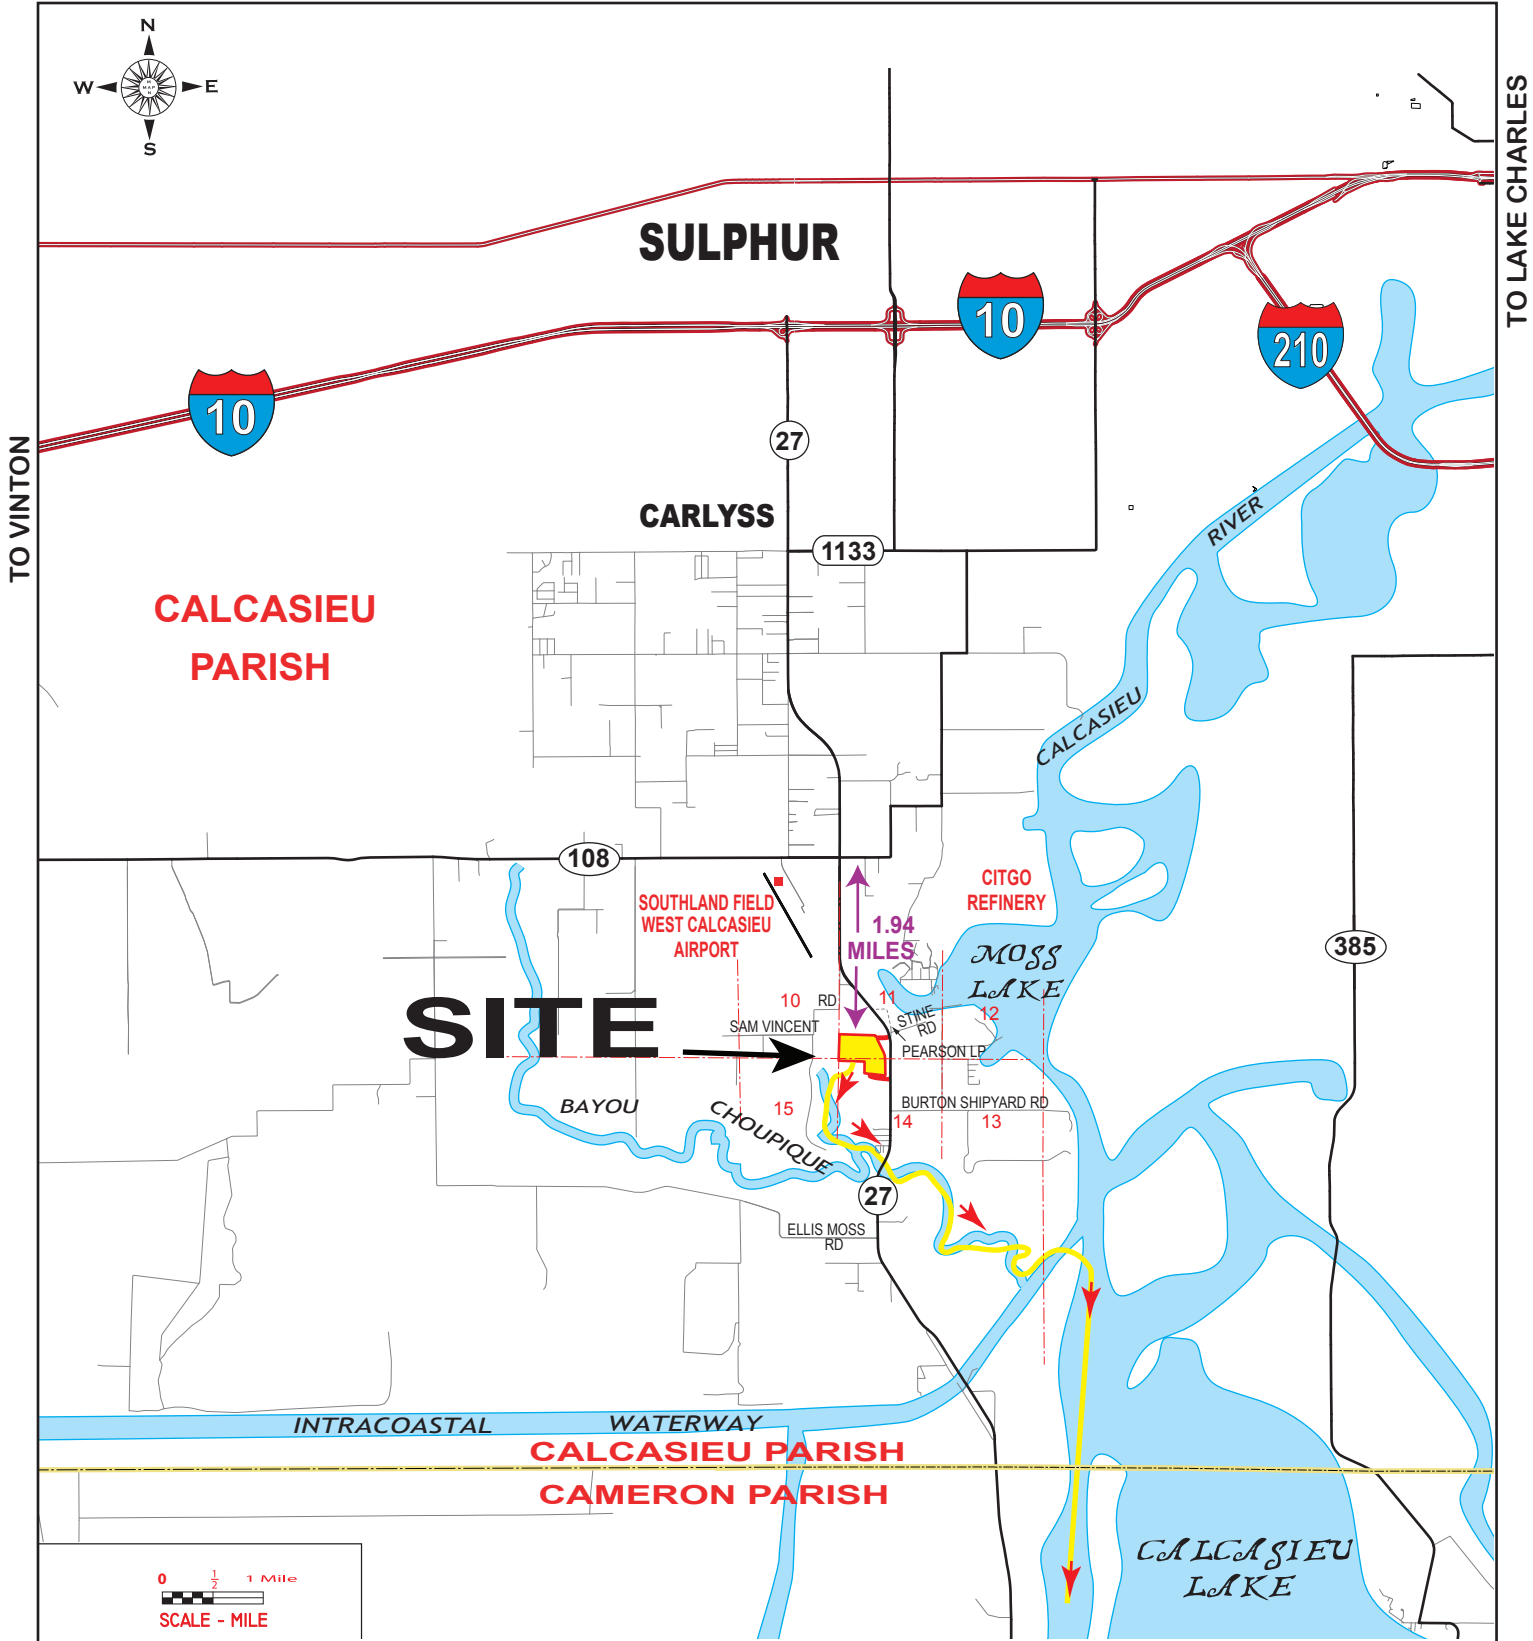 N
W
E
S
M
MAP
N
TO LAKE CHARLES
SULPHUR
10
210
10
27
TO VINTON
CARLYSS
RIVER
1133
CALCASIEU
PARISH
CALCASIEU
108
CITGO
REFINERY
SOUTHLAND FIELD
WEST CALCASIEU
AIRPORT
1.94
MILES
385
MOSS
LAKE
10
RD
11
12
SITE
SAM VINCENT
STINE
RD
PEARSON LP
BAYOU
CHOUPIQUE
15
BURTON SHIPYARD RD
14
13
27
ELLIS MOSS
RD
INTRACOASTAL WATERWAY
CALCASIEU PARISH
CAMERON PARISH
CALCASIEU
LAKE
0 1/2 1 Mile
SCALE - MILE